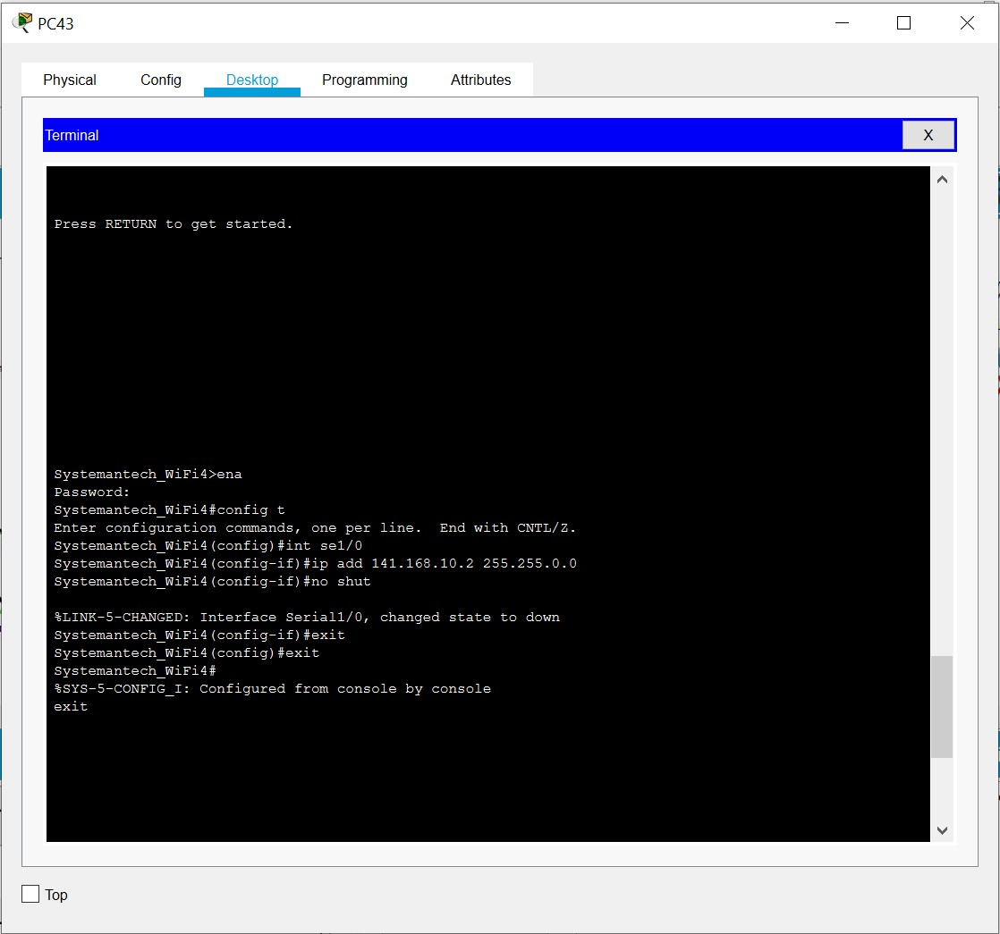 PC43
Physical Config Desktop Programming Attributes
Terminal X
Press RETURN to get started.
Systemantech_WiFi4>ena
Password:
Systemantech_WiFi4#config t
Enter configuration commands, one per line.  End with CNTL/Z.
Systemantech_WiFi4(config)#int se1/0
Systemantech_WiFi4(config-if)#ip add 141.168.10.2 255.255.0.0
Systemantech_WiFi4(config-if)#no shut
%LINK-5-CHANGED: Interface Serial1/0, changed state to down
Systemantech_WiFi4(config-if)#exit
Systemantech_WiFi4(config)#exit
Systemantech_WiFi4#
%SYS-5-CONFIG_I: Configured from console by console
exit
Top